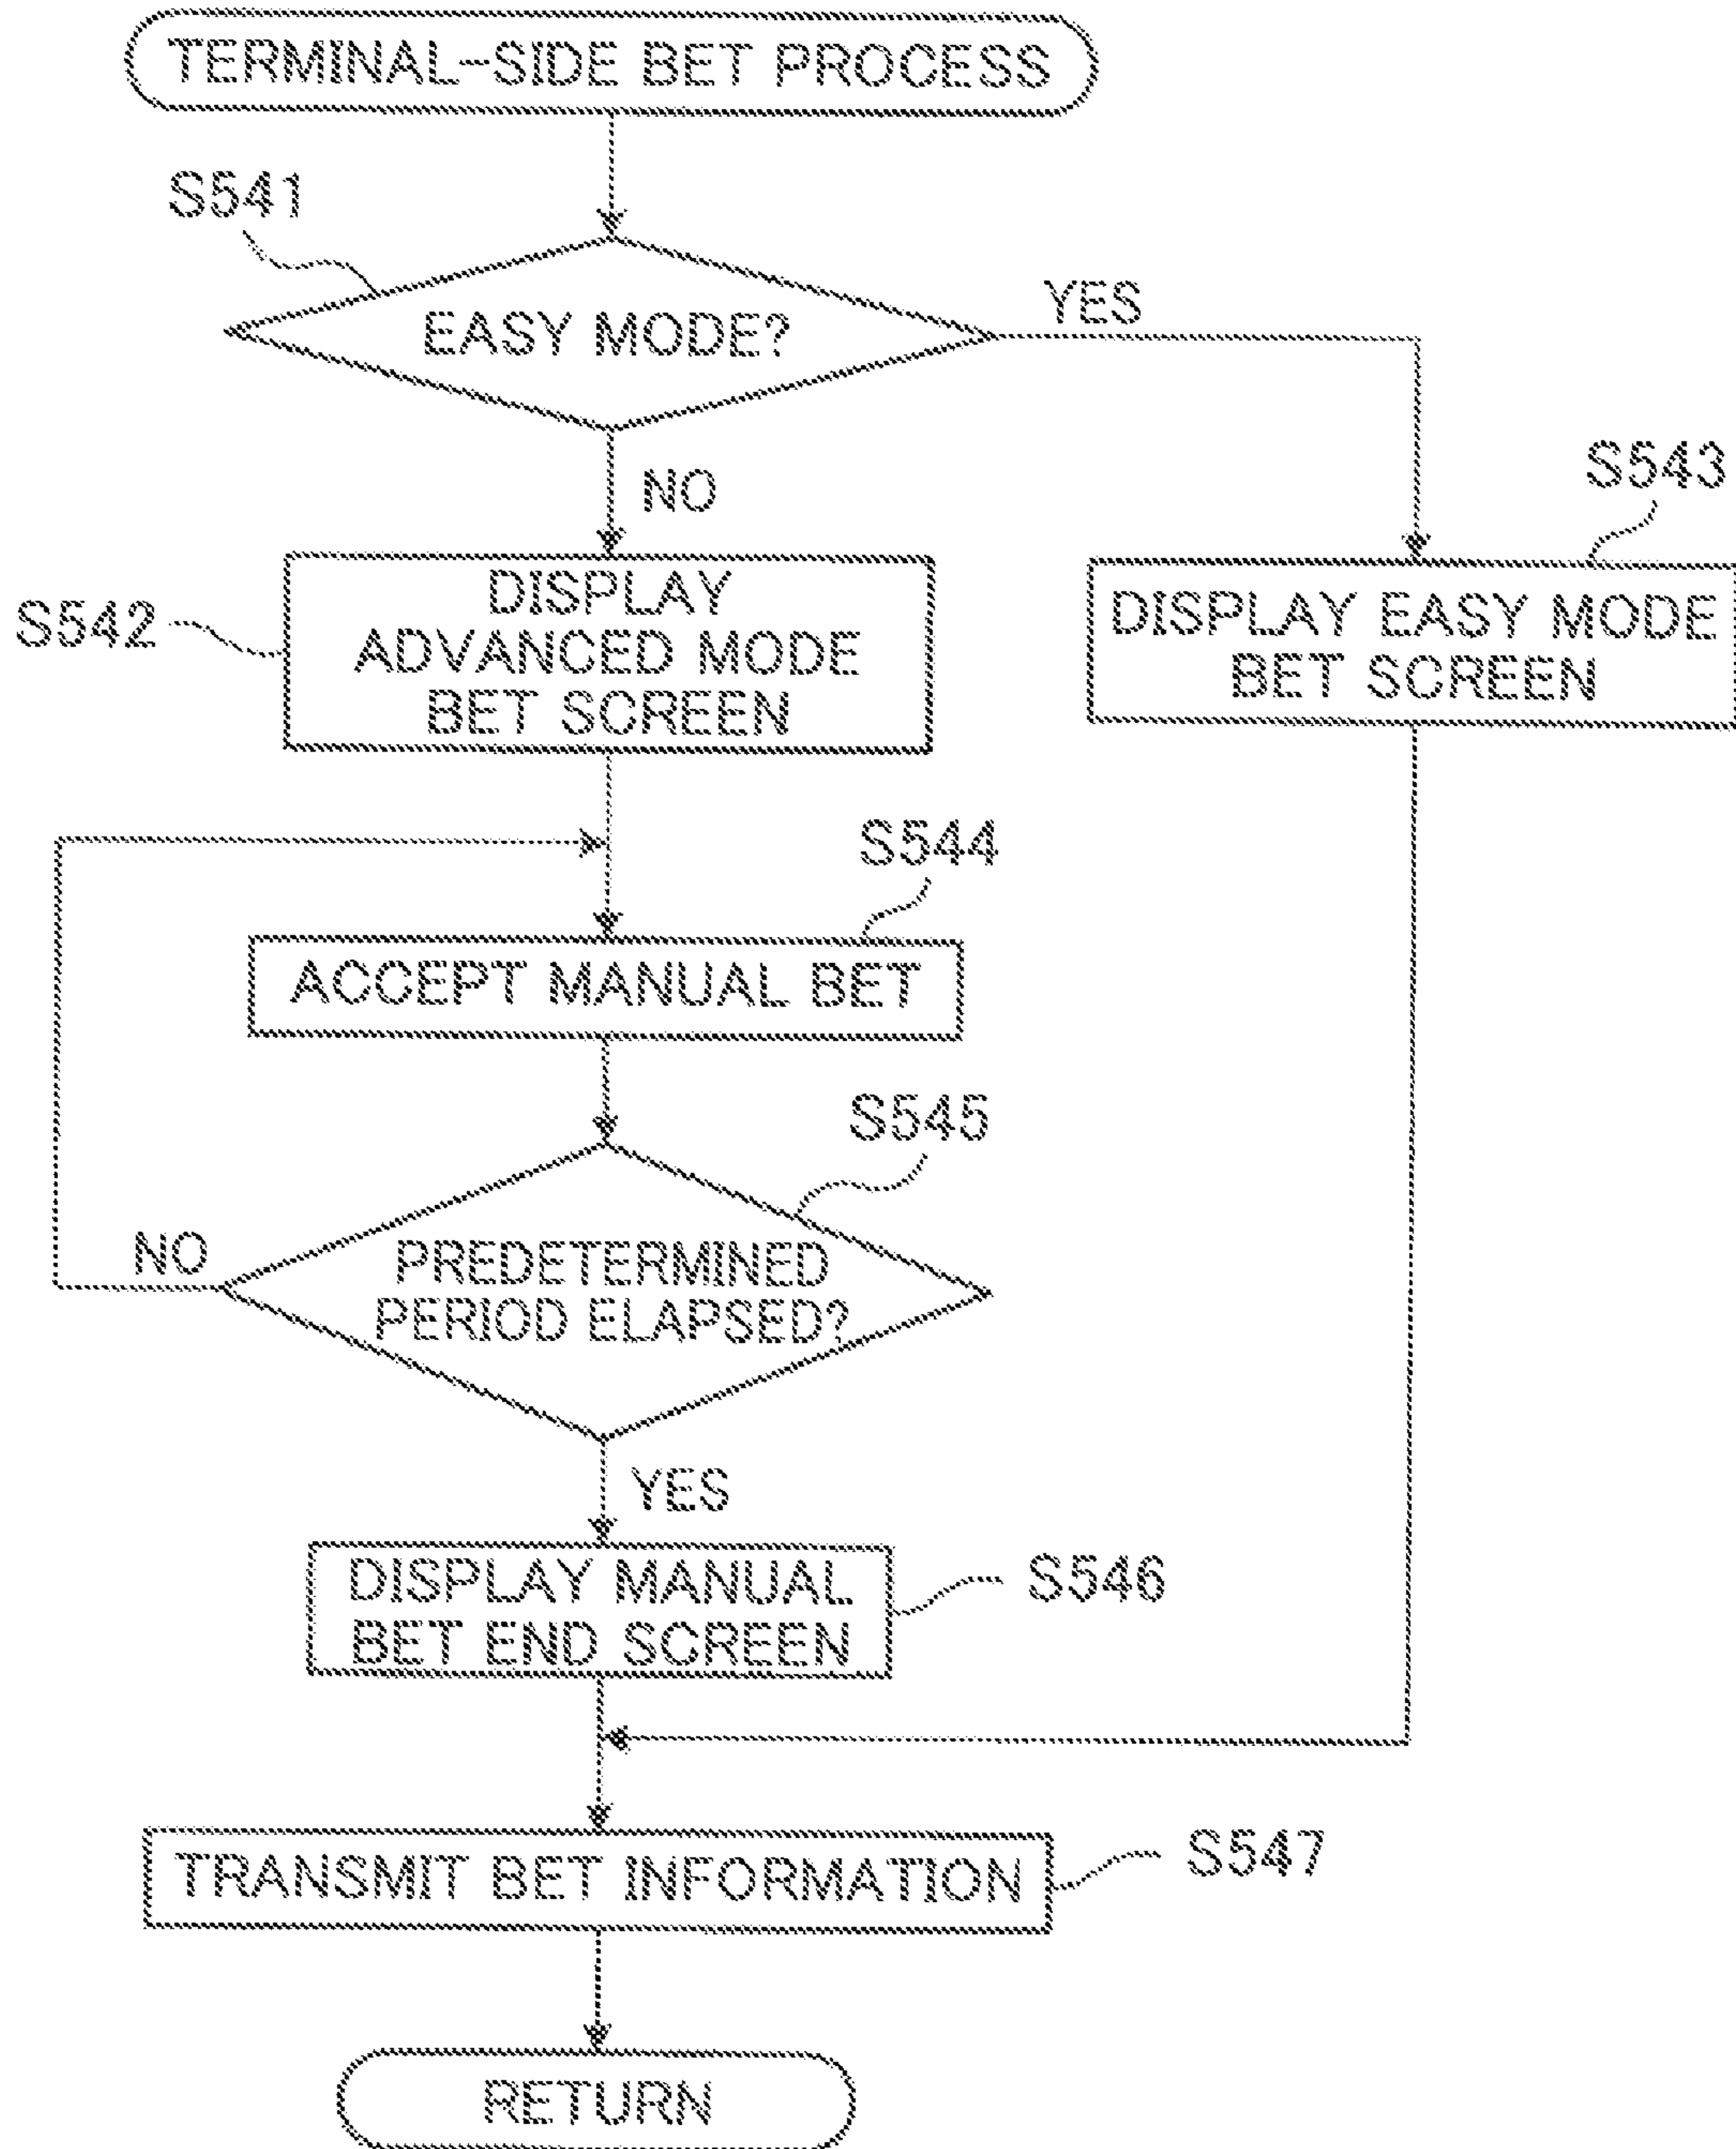 TERMINAL-SIDE BET PROCESS
S541
EASY MODE?
YES
NO
S543
S542
DISPLAY
ADVANCED MODE
BET SCREEN
DISPLAY EASY MODE
BET SCREEN
S544
ACCEPT MANUAL BET
S545
NO
PREDETERMINED
PERIOD ELAPSED?
YES
DISPLAY MANUAL
BET END SCREEN
S546
TRANSMIT BET INFORMATION
S547
RETURN